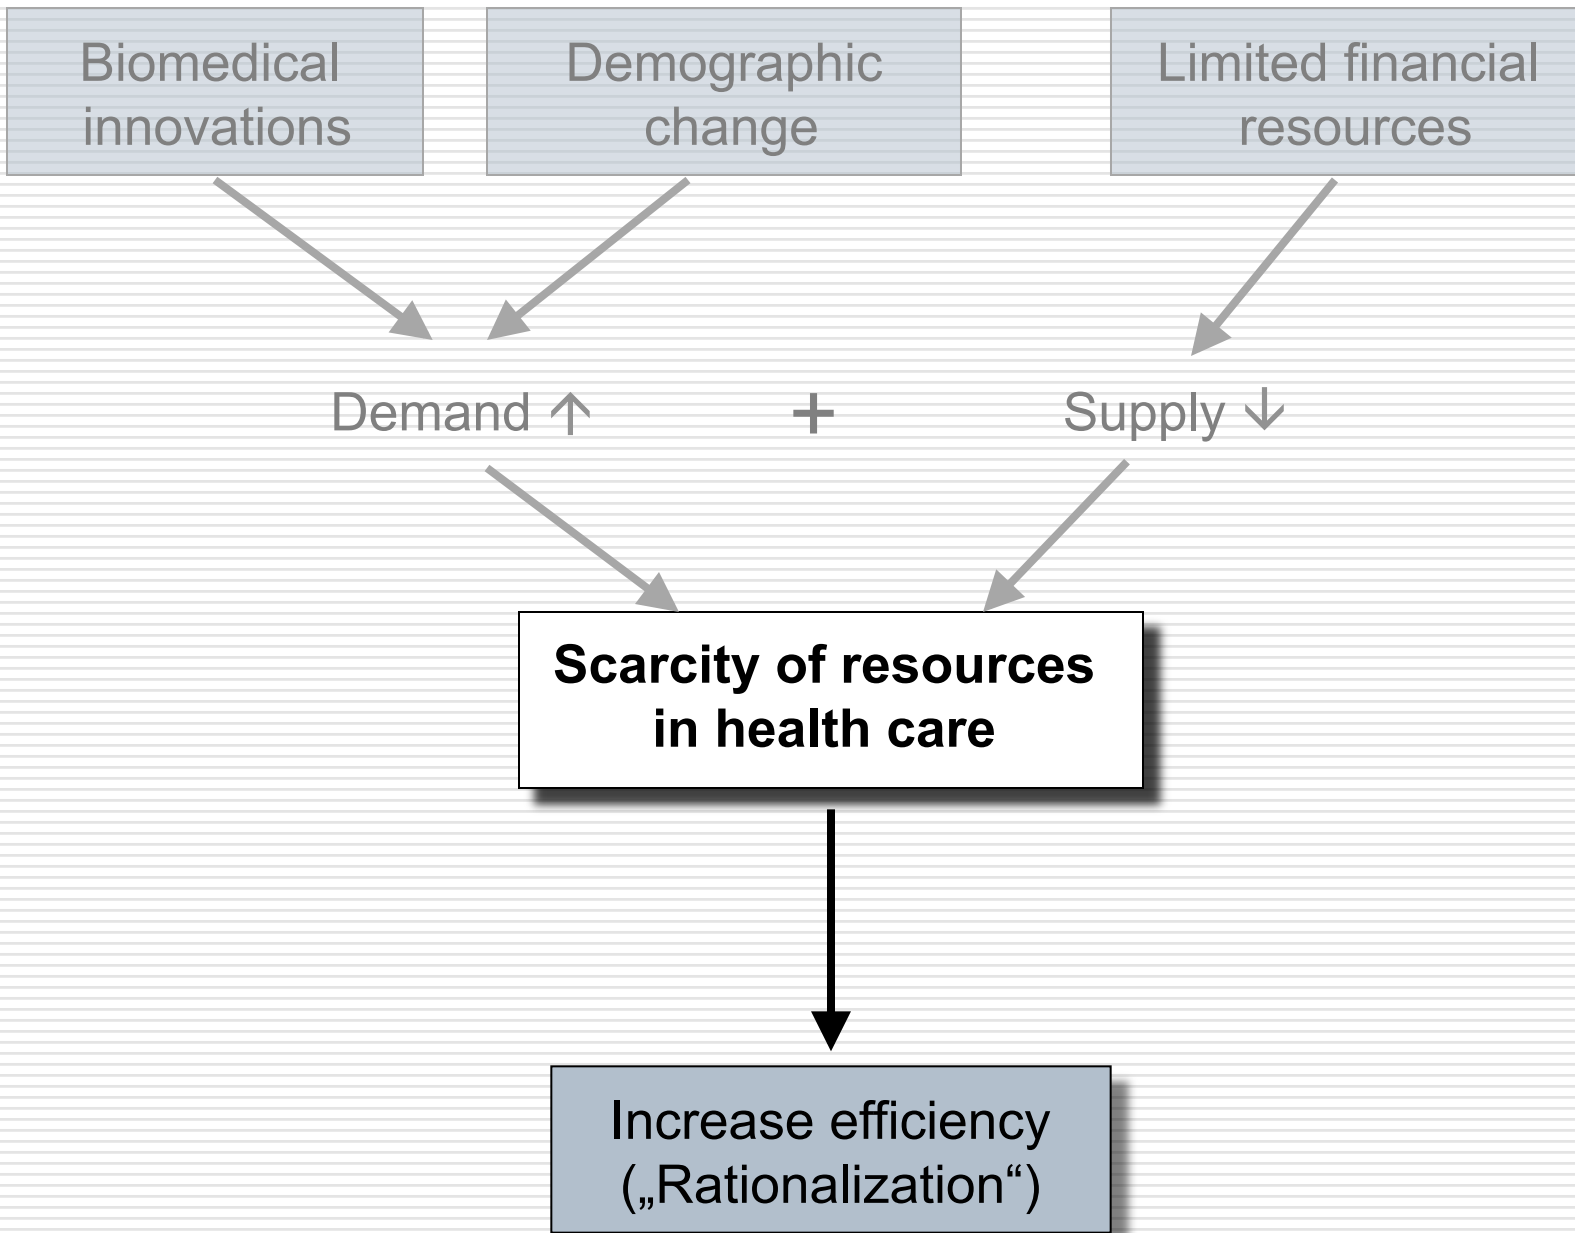 Biomedical
innovations
Demographic
change
Limited financial
resources
Demand ↑
+
Supply ↓
Scarcity of resources
in health care
Increase efficiency
(„Rationalization“)